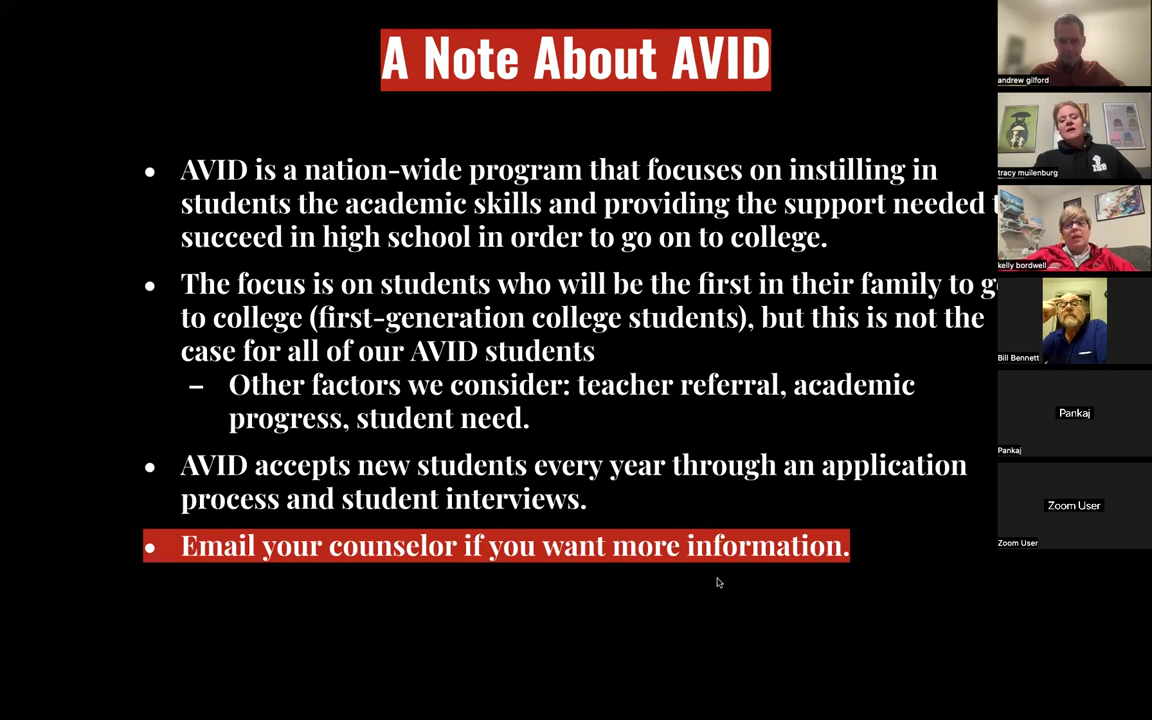 A Note About AVID
• AVID is a nation-wide program that focuses on instilling in
students the academic skills and providing the support needed
succeed in high school in order to go on to college.
• The focus is on students who will be the first in their family to
to college (first-generation college students), but this is not the
case for all of our AVID students
– Other factors we consider: teacher referral, academic
progress, student need.
• AVID accepts new students every year through an application
process and student interviews.
• Email your counselor if you want more information.
andrew gilford
tracy muilenburg
kelly bordwell
Bill Bennett
Pankaj
Pankaj
Zoom User
Zoom User